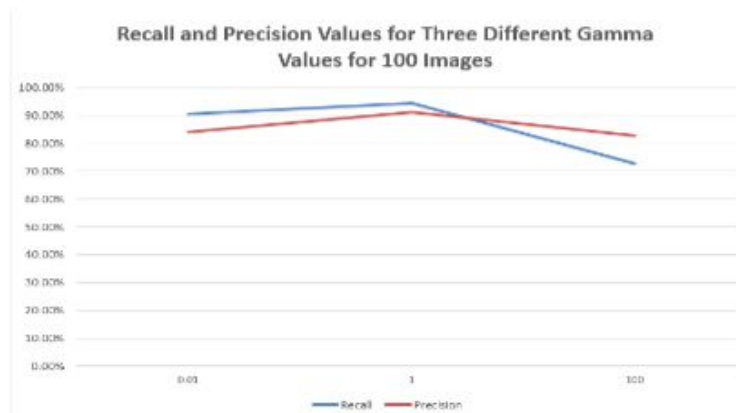 Recall and Precision Values for Three Different Gamma
Values for 100 Images
100.00%
90.00%
80.00%
70.00%
60.00%
50.00%
40.00%
30.00%
20.00%
10.00%
0.00%
0.01 1 100
Recall Precision